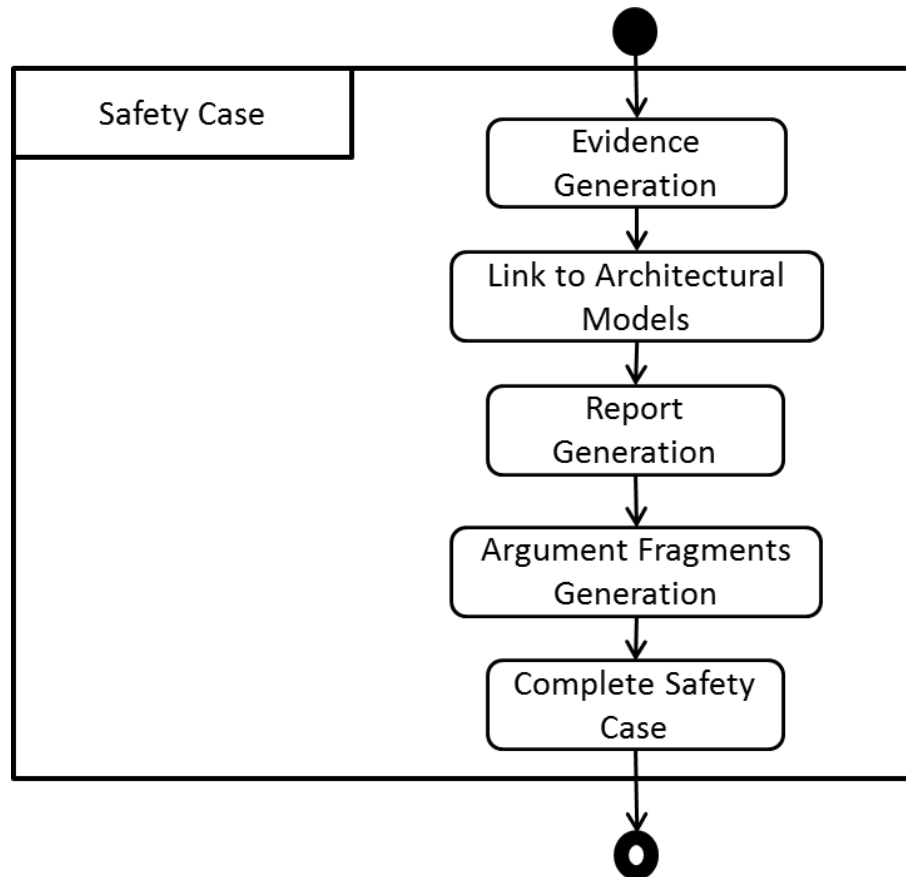 Safety Case
Evidence
Generation
Link to Architectural
Models
Report
Generation
Argument Fragments
Generation
Complete Safety
Case